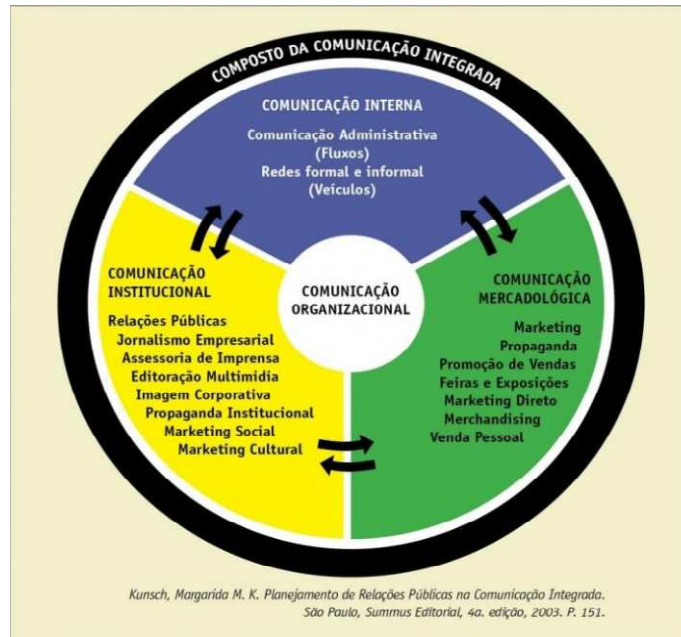 COMPOSTO DA COMUNICAÇÃO INTEGRADA
COMUNICAÇÃO INTERNA
Comunicação Administrativa
(Fluxos)
Redes formal e informal
(Veículos)
COMUNICAÇÃO
INSTITUCIONAL
Relações Públicas
Jornalismo Empresarial
Assessoria de Imprensa
Editoração Multimidia
Imagem Corporativa
Propaganda Institucional
Marketing Social
Marketing Cultural
COMUNICAÇÃO
ORGANIZACIONAL
COMUNICAÇÃO
MERCADOLÓGICA
Marketing
Propaganda
Promoção de Vendas
Feiras e Exposições
Marketing Direto
Merchandising
Venda Pessoal
Kunsch, Margarida M. K. Planejamento de Relações Públicas na Comunicação Integrada.
São Paulo, Summus Editorial, 4a. edição, 2003. P. 151.